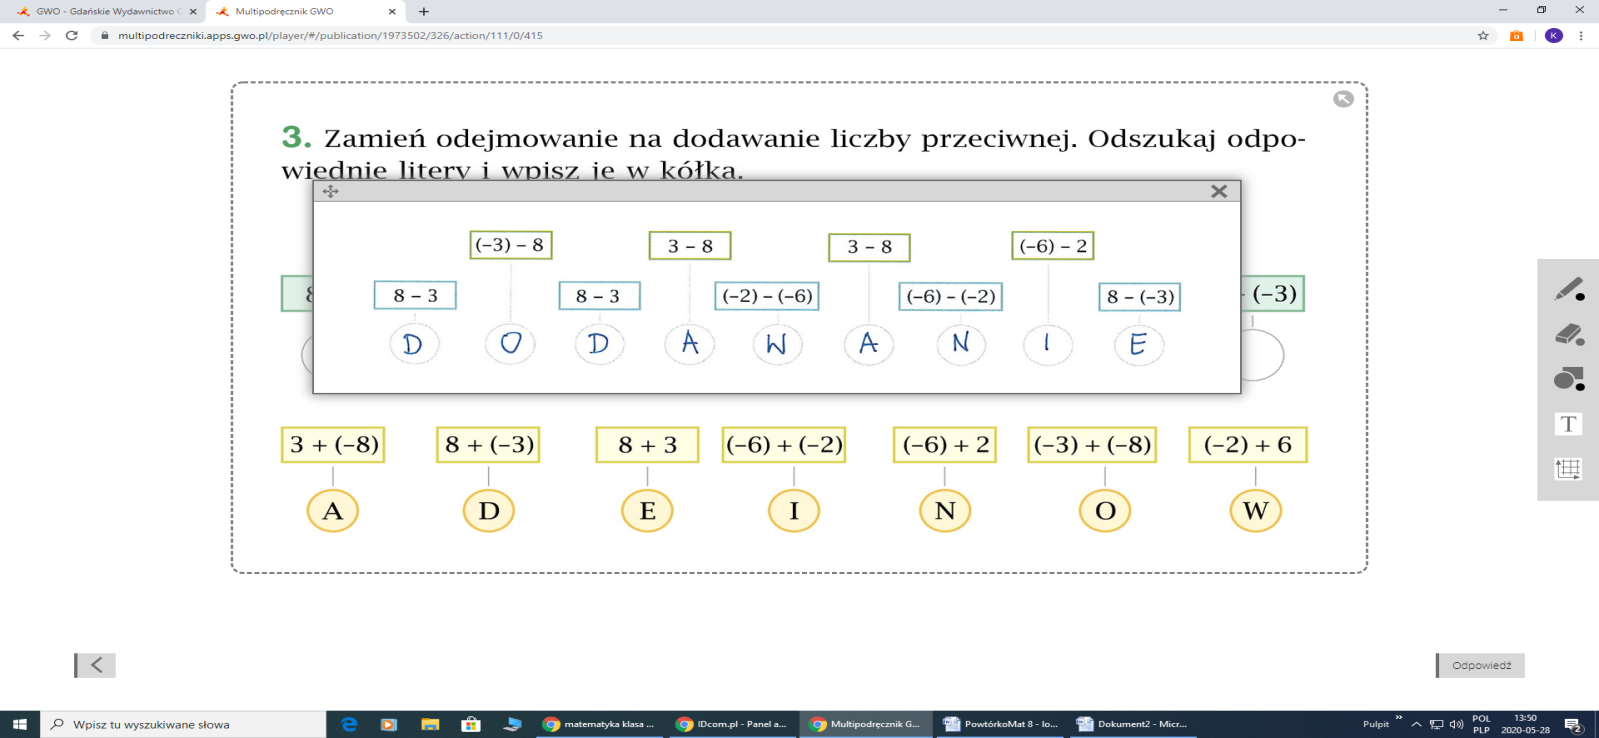 GWO - Gdańskie Wydawnictwo
Multipodręcznik GWO
multipodreczniki.apps.gwo.pl/player/#/publication/1973502/326/action/111/0/415
K
3. Zamień odejmowanie na dodawanie liczby przeciwnej. Odszukaj odpo-
wiednie litery i wpisz je w kółka.
(−3) − 8 3 − 8 3 − 8 (−6) − 2
8 − 3 8 − 3 (−2) − (−6) (−6) − (−2) 8 − (−3)
(−3)
D O D A W A N I E
3 + (−8) 8 + (−3) 8 + 3 (−6) + (−2) (−6) + 2 (−3) + (−8) (−2) + 6
A D E I N O W
T
Odpowiedź
Wpisz tu wyszukiwane słowa
matematyka klasa ...
IDcom.pl - Panel a...
Multipodręcznik G...
PowtórkoMat 8 - lo...
Dokument2 - Micr...
Pulpit
POL
PLP
13:50
2020-05-28
2